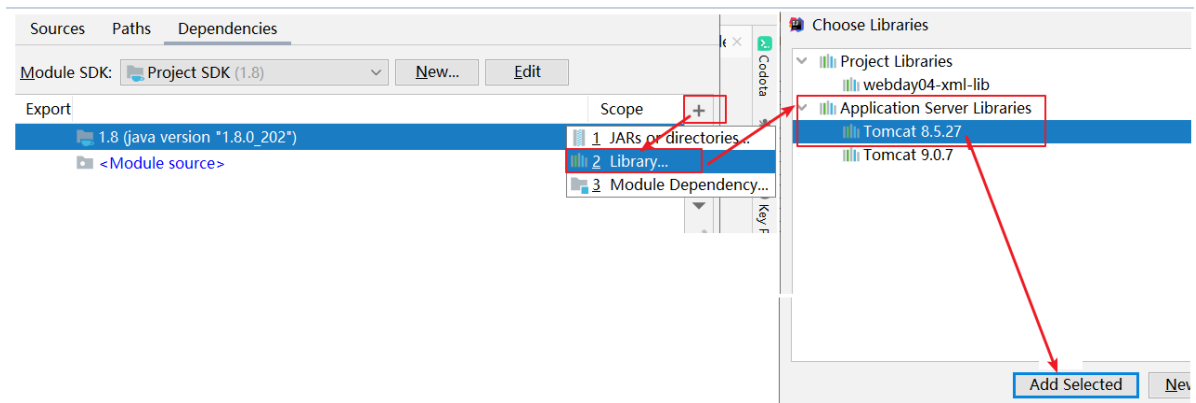 Sources Paths Dependencies
Module SDK: Project SDK (1.8) New... Edit
Export Scope
1.8 (java version "1.8.0_202")
<Module source>
1 JARs or directories...
2 Library...
3 Module Dependency...
Codota
Key
Choose Libraries
Project Libraries
webday04-xml-lib
Application Server Libraries
Tomcat 8.5.27
Tomcat 9.0.7
Add Selected